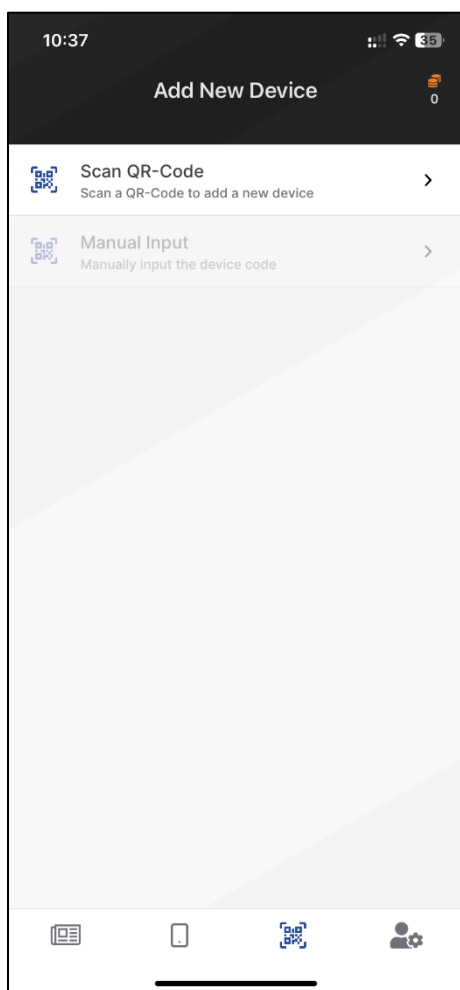 10:37
35
Add New Device
0
Scan QR-Code
Scan a QR-Code to add a new device
Manual Input
Manually input the device code